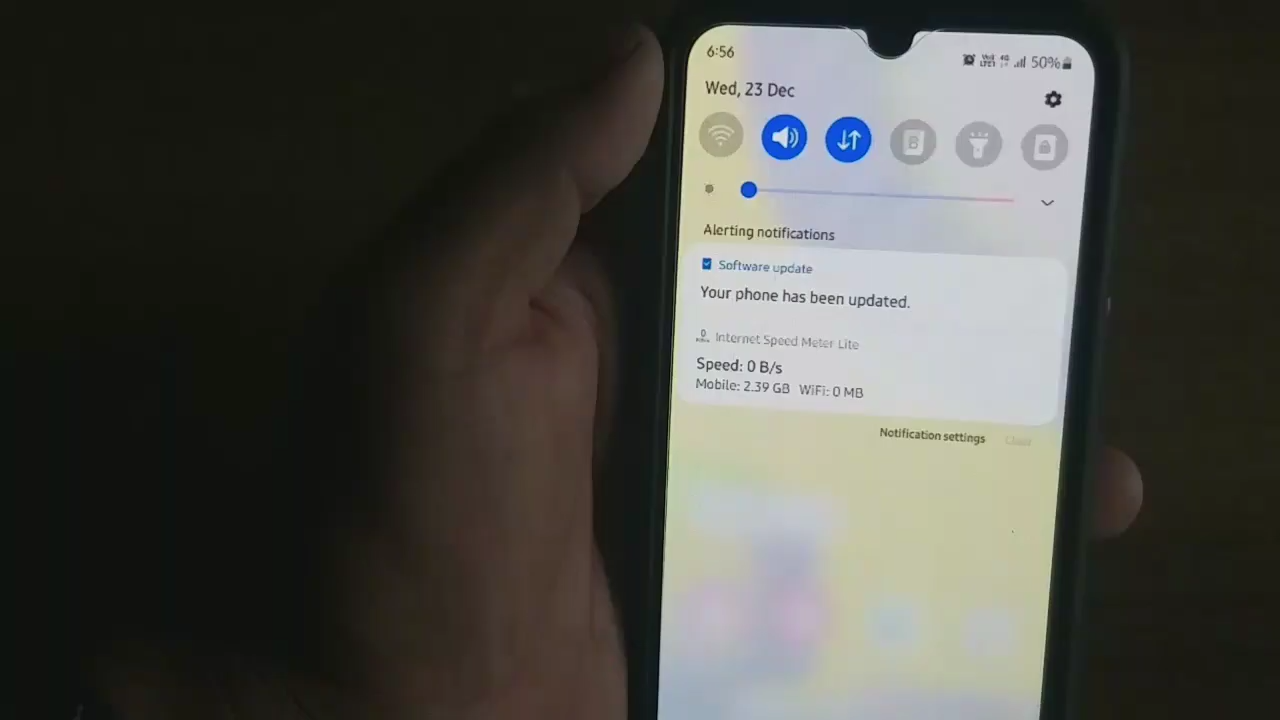 6:56
50%
Wed, 23 Dec
Alerting notifications
Software update
Your phone has been updated.
Internet Speed Meter Lite
Speed: 0 B/s
Mobile: 2.39 GB WiFi: 0 MB
Notification settings Clear